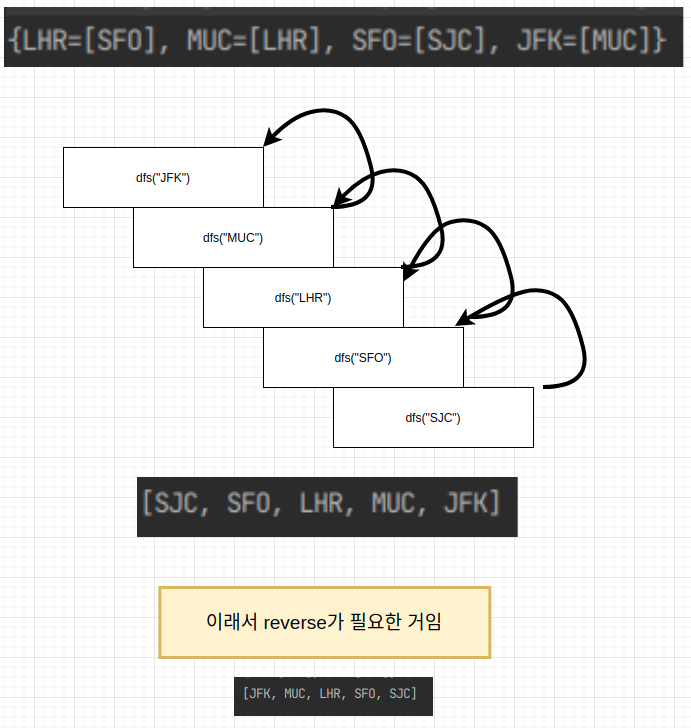 {LHR=[SFO], MUC=[LHR], SFO=[SJC], JFK=[MUC]}
dfs("JFK")
dfs("MUC")
dfs("LHR")
dfs("SFO")
dfs("SJC")
[SJC, SFO, LHR, MUC, JFK]
이래서 reverse가 필요한 거임
[JFK, MUC, LHR, SFO, SJC]